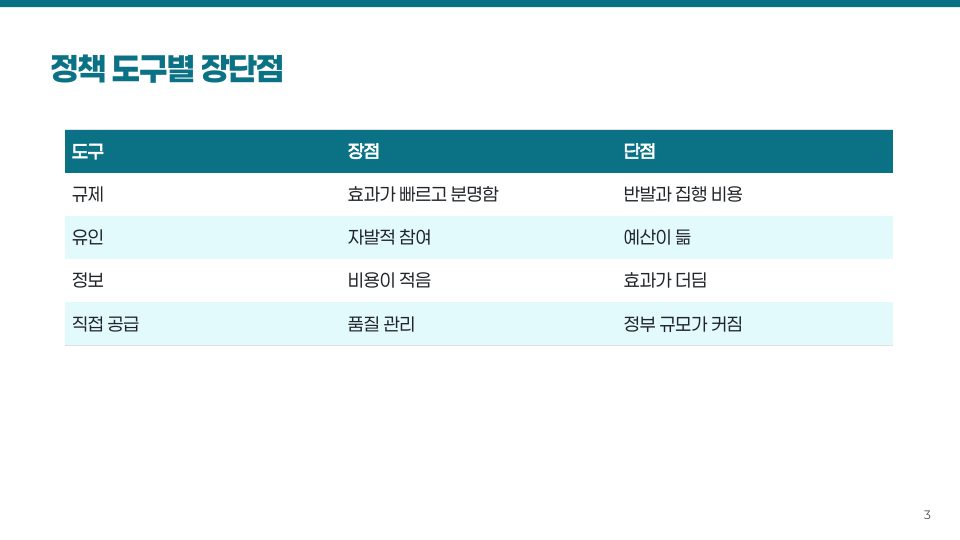 정책 도구별 장단점
도구 장점 단점
규제 효과가 빠르고 분명함 반발과 집행 비용
유인 자발적 참여 예산이 듦
정보 비용이 적음 효과가 더딤
직접 공급 품질 관리 정부 규모가 커짐
3